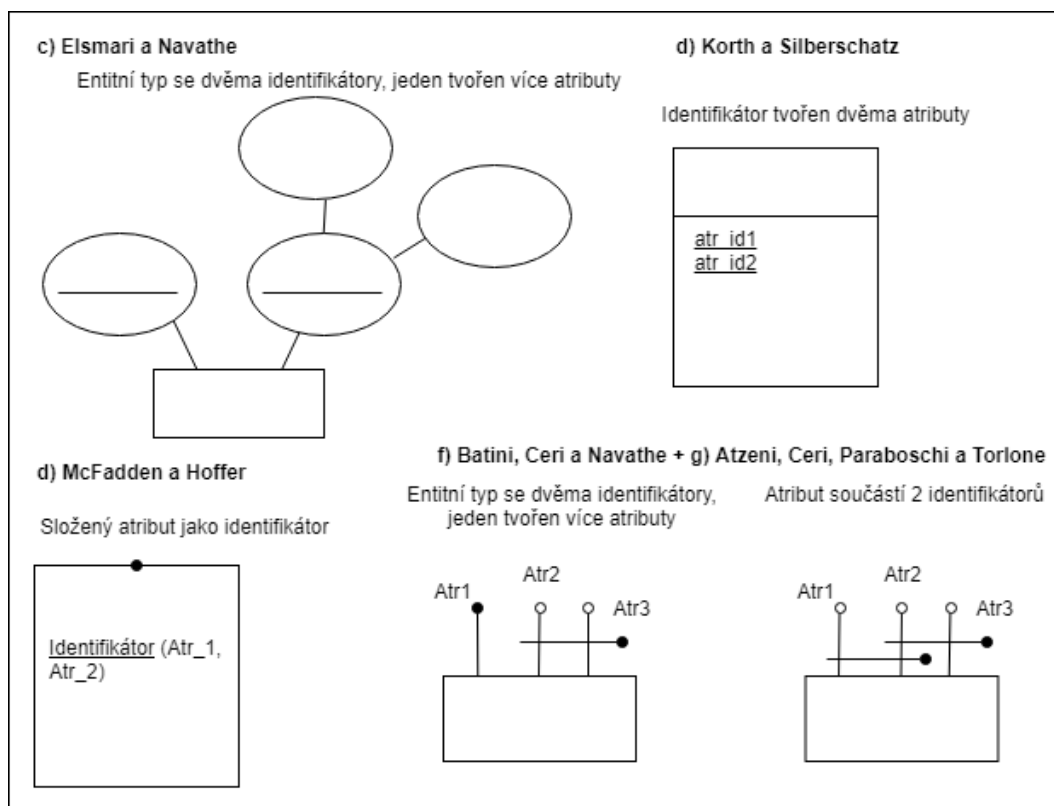 c) Elsmari a Navathe
Entitní typ se dvěma identifikátory, jeden tvořen více atributy
d) Korth a Silberschatz
Identifikátor tvořen dvěma atributy
atr_id1
atr_id2
d) McFadden a Hoffer
Složený atribut jako identifikátor
Identifikátor (Atr_1,
Atr_2)
f) Batini, Ceri a Navathe + g) Atzeni, Ceri, Paraboschi a Torlone
Entitní typ se dvěma identifikátory,
jeden tvořen více atributy
Atr1
Atr2
Atr3
Atribut součástí 2 identifikátorů
Atr1
Atr2
Atr3